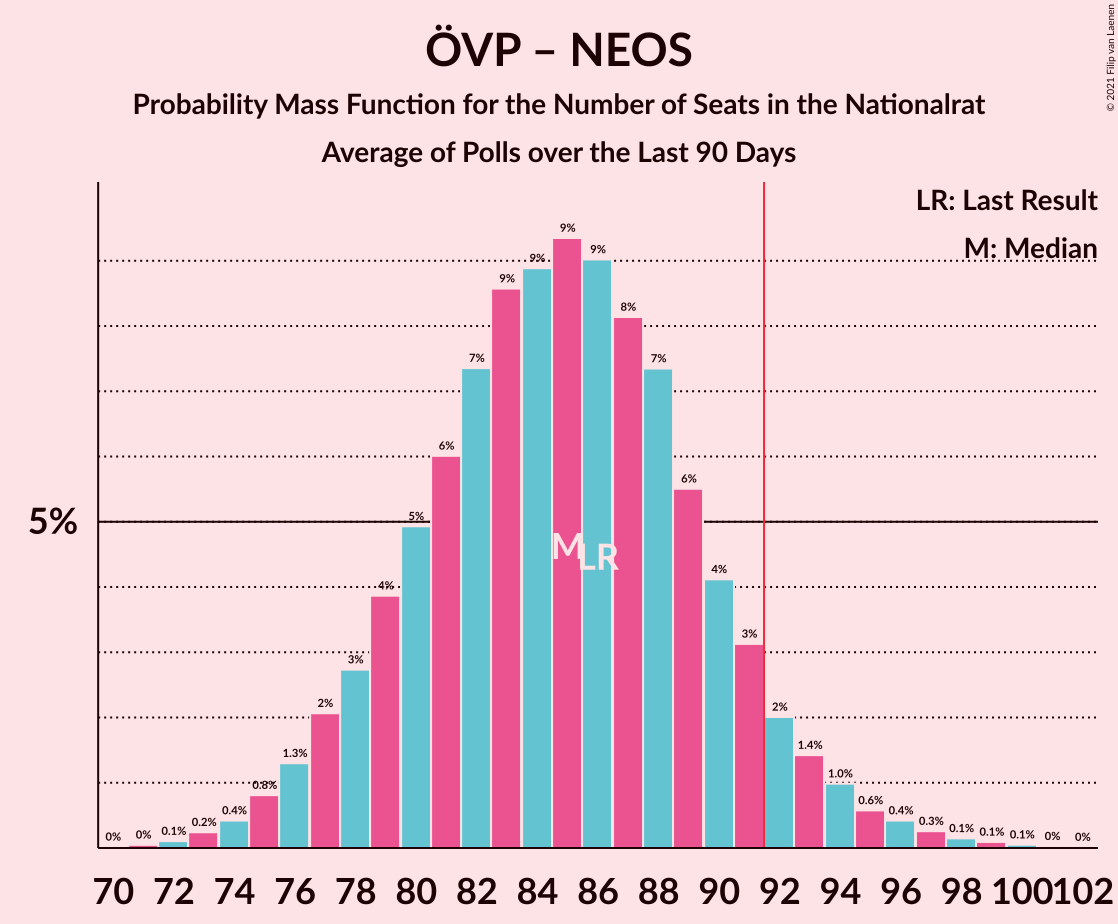 ÖVP – NEOS
Probability Mass Function for the Number of Seats in the Nationalrat
Average of Polls over the Last 90 Days
© 2021 Filip van Laenen
LR: Last Result
M: Median
5%
0% 0% 0.1% 0.2% 0.4% 0.8% 1.3% 2% 3% 4% 5% 6% 7% 9% 9% 9% 9% 8% 7% 6% 4% 3% 2% 1.4% 1.0% 0.6% 0.4% 0.3% 0.1% 0.1% 0.1% 0% 0%
M LR
70 72 74 76 78 80 82 84 86 88 90 92 94 96 98 100 102